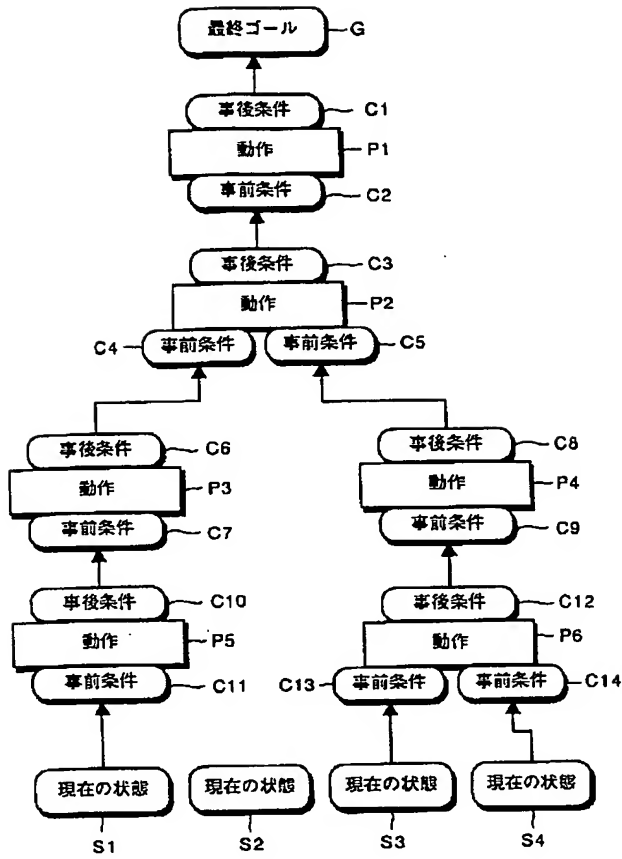 最終ゴール G
事後条件 C1
動作 P1
事前条件 C2
事後条件 C3
動作 P2
C4 事前条件 事前条件 C5
事後条件 C6 事後条件 C8
動作 P3 動作 P4
事前条件 C7 事前条件 C9
事後条件 C10 事後条件 C12
動作 P5 動作 P6
事前条件 C11 C13 事前条件 事前条件 C14
現在の状態 現在の状態 現在の状態 現在の状態
S1 S2 S3 S4